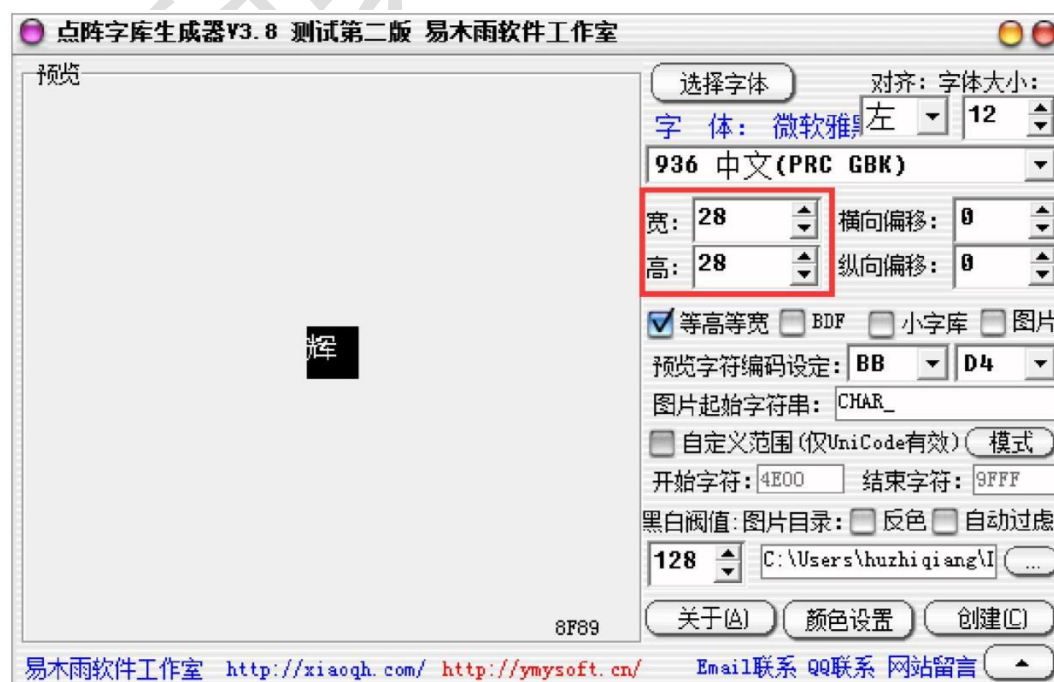 点阵字库生成器V3.8 测试第二版 易木雨软件工作室
预览
辉
8F89
选择字体 对齐: 字体大小:
字 体: 微软雅黑 左 12
936 中文(PRC GBK)
宽: 28 横向偏移: 0
高: 28 纵向偏移: 0
等高等宽 BDF 小字库 图片
预览字符编码设定: BB D4
图片起始字符串: CHAR_
自定义范围(仅UniCode有效) 模式
开始字符: 4E00 结束字符: 9FFF
黑白阀值: 图片目录: 反色 自动过虑
128 C:\Users\huzhiqiang\I ...
关于(A) 颜色设置 创建(C)
易木雨软件工作室 http://xiaoqh.com/ http://ymysoft.cn/ Email联系 QQ联系 网站留言